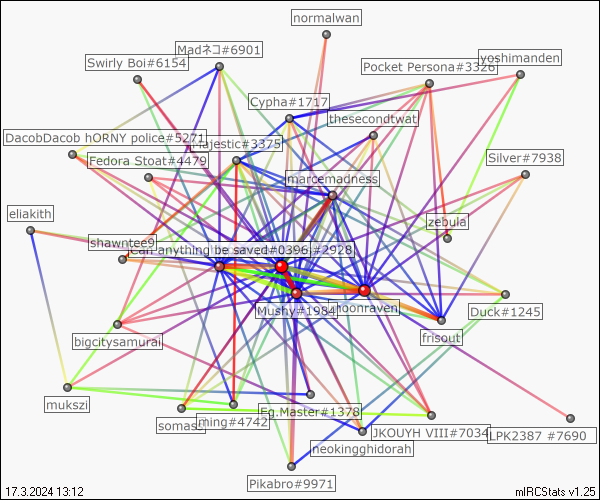 normalwan
Madネコ#6901
yoshimanden
Swirly Boi#6154
Pocket Persona#3326
Cypha#1717
thesecondtwat
DacobDacob hORNY police#5271
Majestic#3375
Fedora Stoat#4479
Silver#7938
marcemadness
eliakith
zebula
shawntee9
Can anything be saved#0396
#2928
Mushy#1984
moonraven
Duck#1245
frisout
bigcitysamurai
mukszi
Eg.Master#1378
somass
ming#4742
JKOUYH VIII#7034
LPK2387 #7690
neokingghidorah
Pikabro#9971
17.3.2024 13:12
mIRCStats v1.25